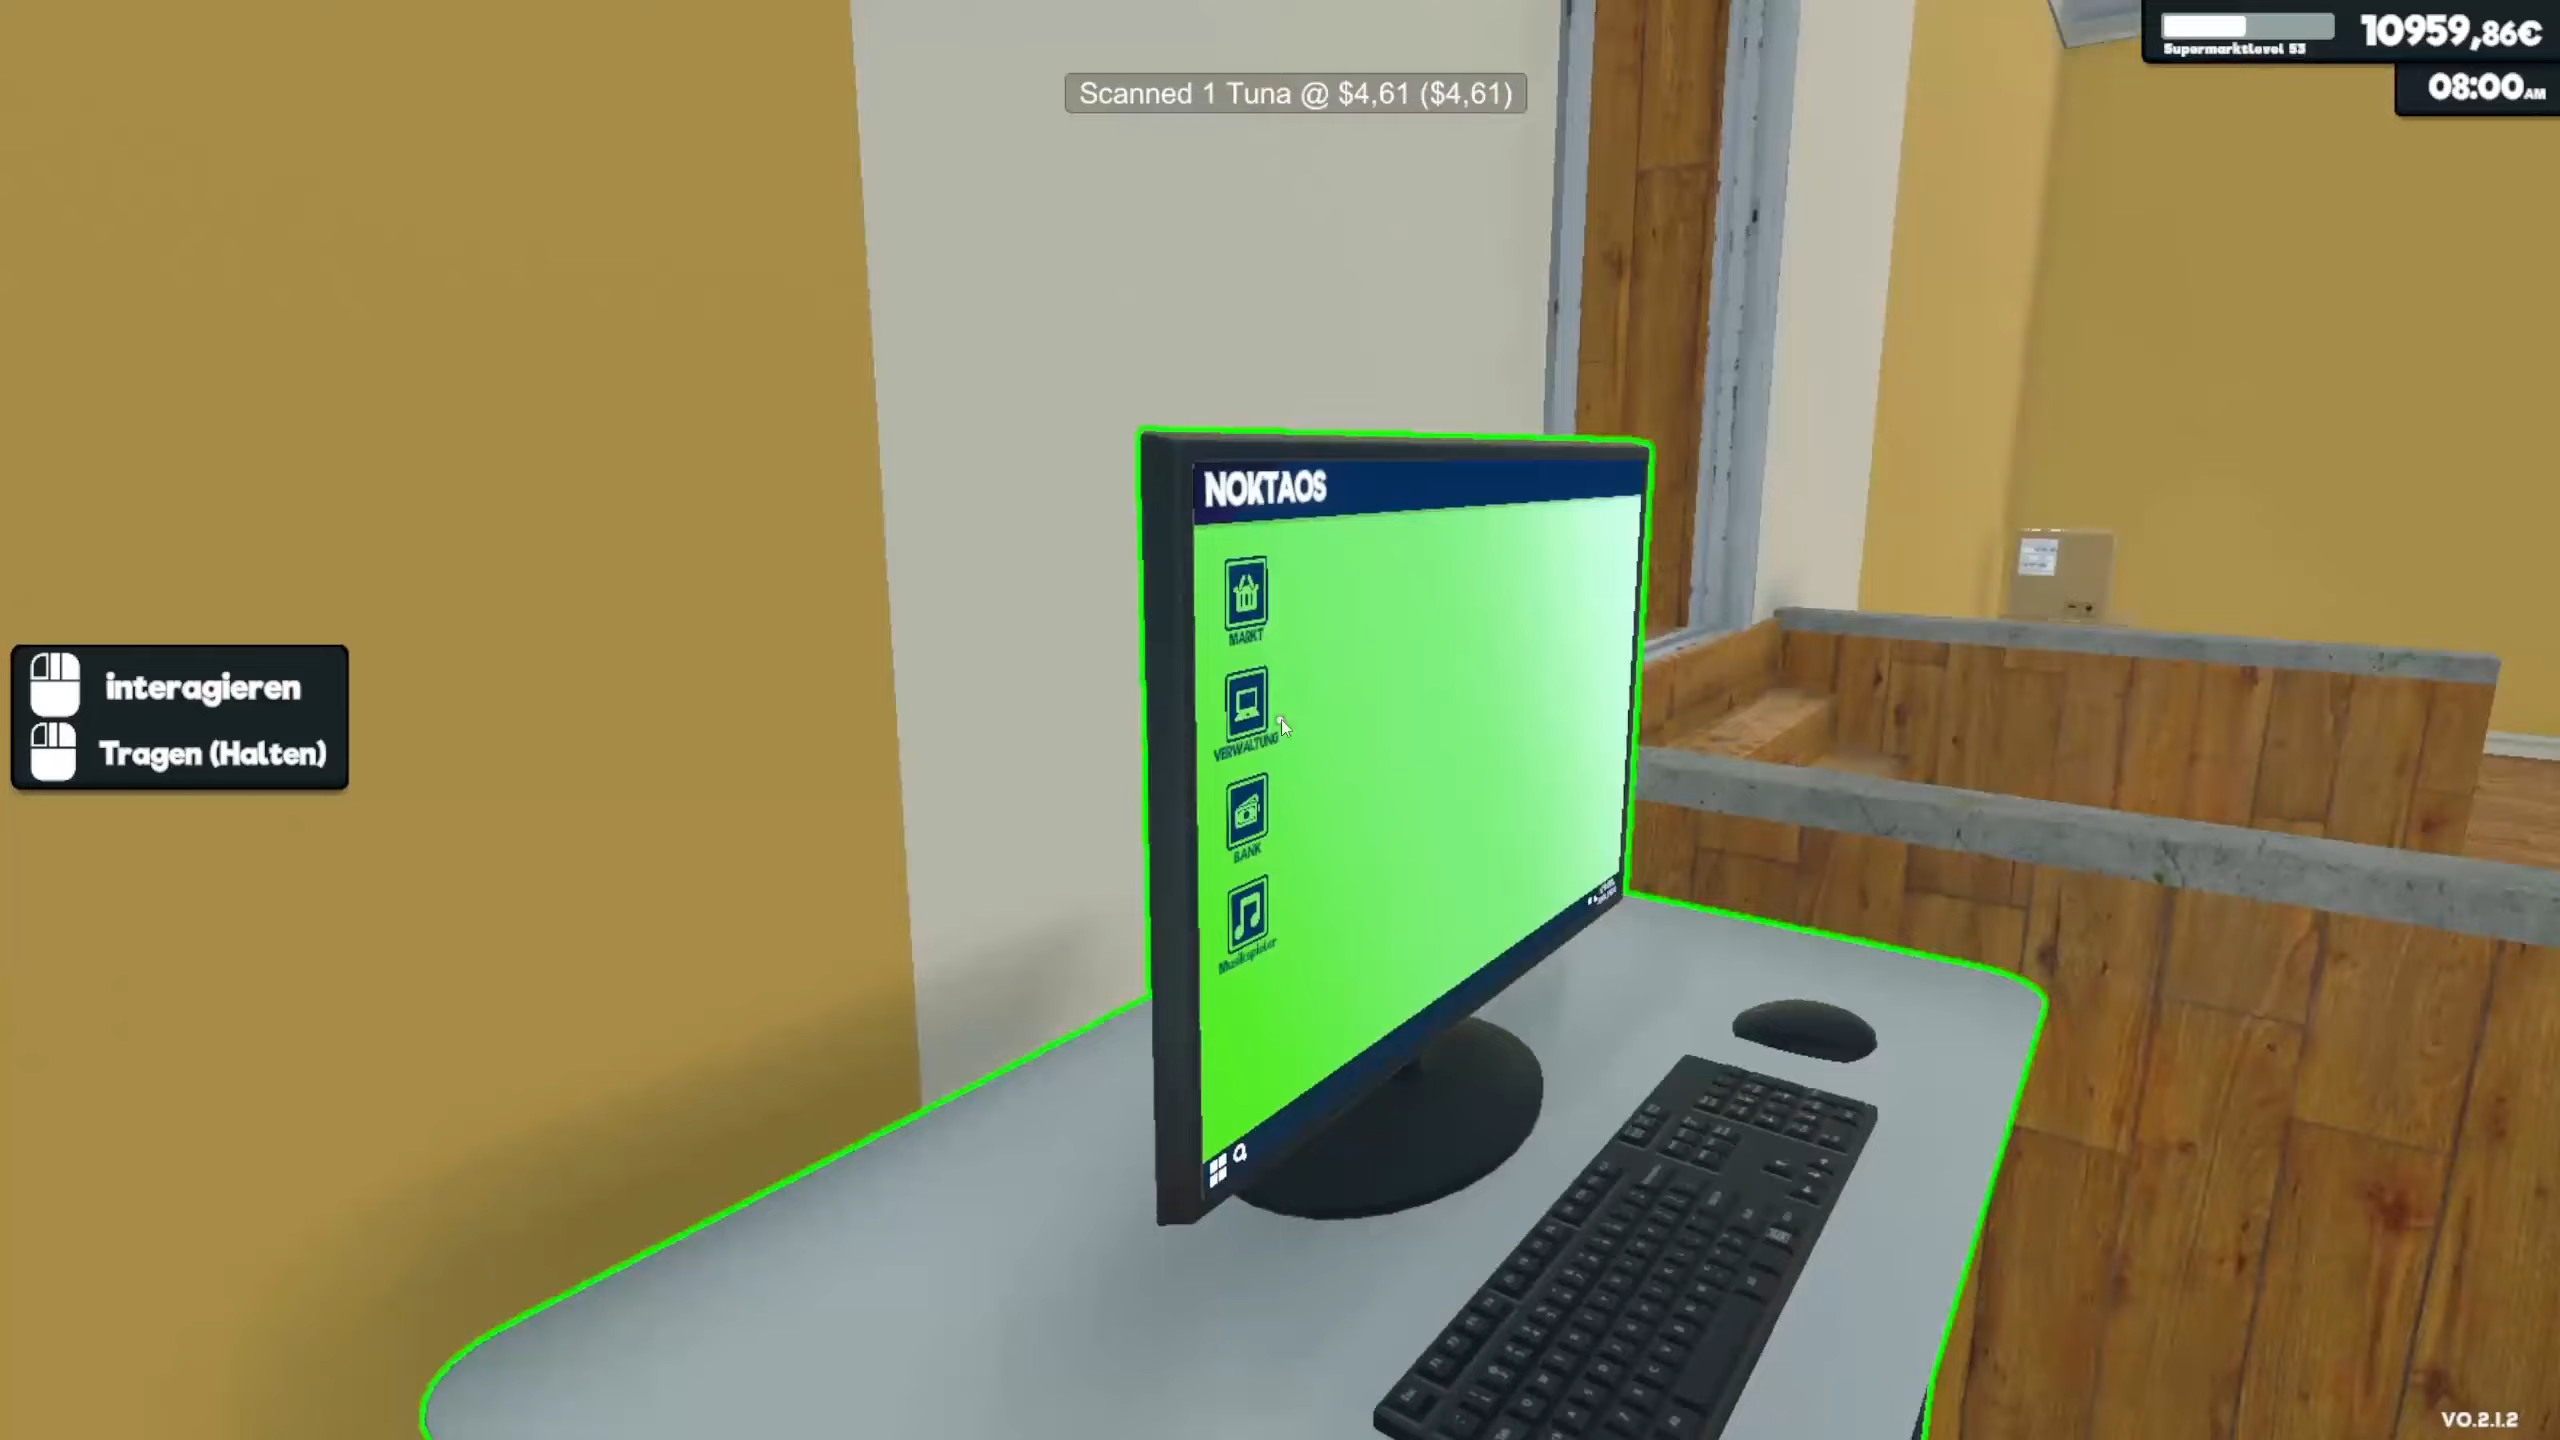 10959,86€
Supermarktlevel 53
08:00AM
Scanned 1 Tuna @ $4,61 ($4,61)
NOKTAOS
MARKT
VERWALTUNG
BANK
Musikspieler
interagieren
Tragen (Halten)
V0.2.1.2